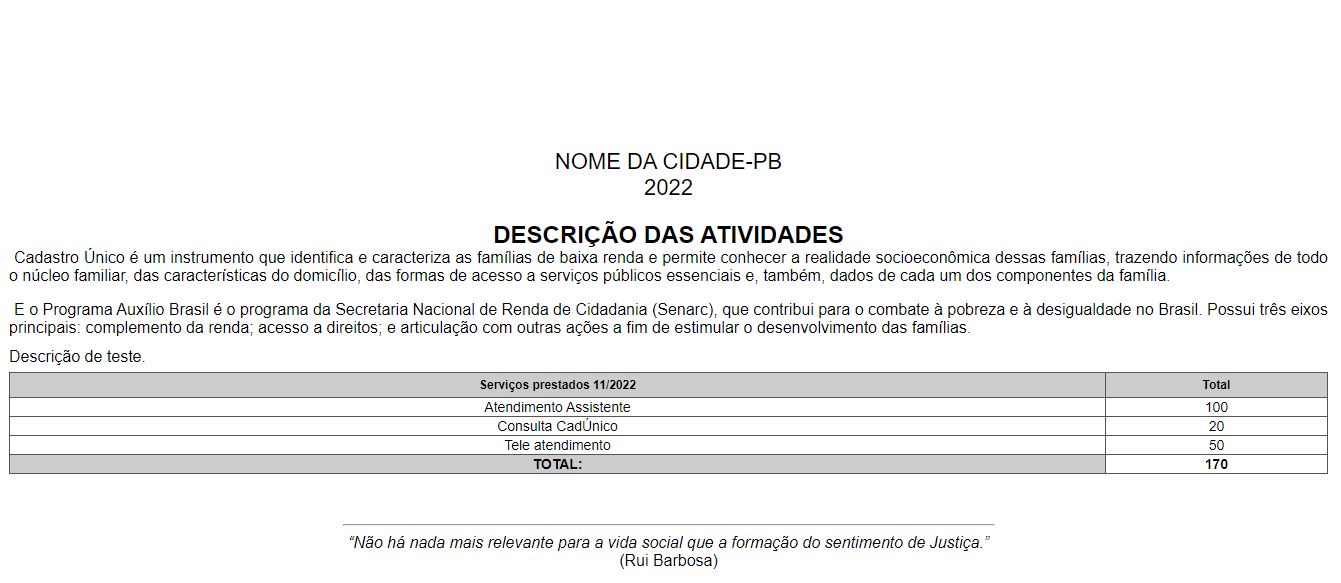 NOME DA CIDADE-PB
2022
DESCRIÇÃO DAS ATIVIDADES
Cadastro Único é um instrumento que identifica e caracteriza as famílias de baixa renda e permite conhecer a realidade socioeconômica dessas famílias, trazendo informações de todo
o núcleo familiar, das características do domicílio, das formas de acesso a serviços públicos essenciais e, também, dados de cada um dos componentes da família.
E o Programa Auxílio Brasil é o programa da Secretaria Nacional de Renda de Cidadania (Senarc), que contribui para o combate à pobreza e à desigualdade no Brasil. Possui três eixos
principais: complemento da renda; acesso a direitos; e articulação com outras ações a fim de estimular o desenvolvimento das famílias.
Descrição de teste.
Serviços prestados 11/2022 Total
Atendimento Assistente 100
Consulta CadÚnico 20
Tele atendimento 50
TOTAL: 170
“Não há nada mais relevante para a vida social que a formação do sentimento de Justiça.”
(Rui Barbosa)